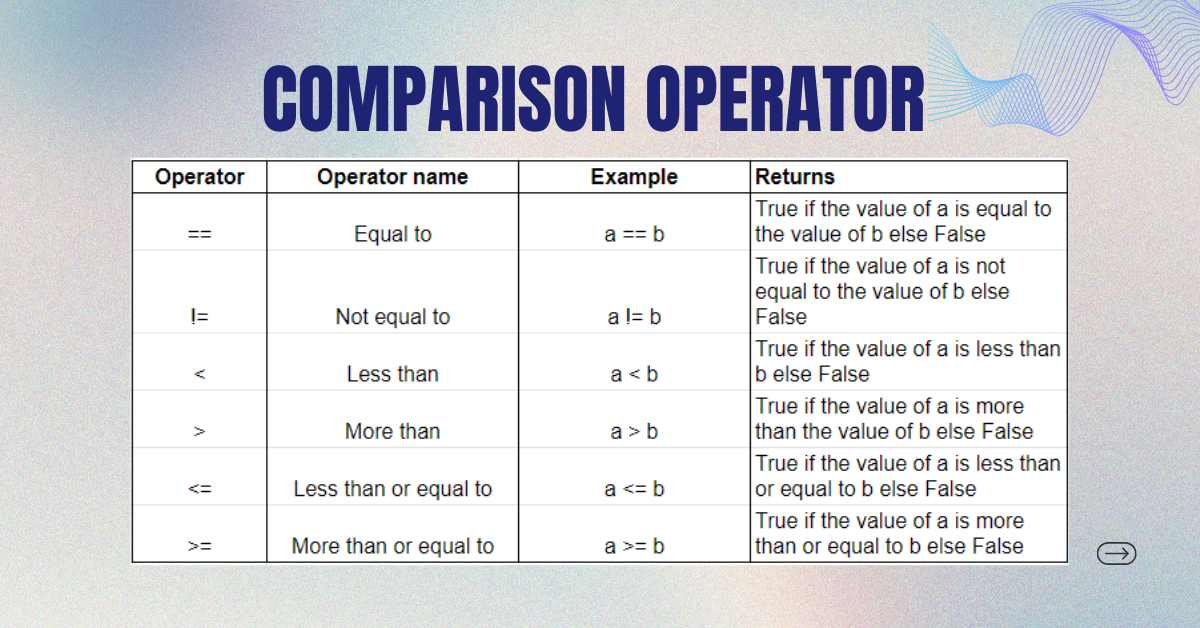 COMPARISON OPERATOR
Operator Operator name Example Returns
True if the value of a is equal to
== Equal to a == b the value of b else False
True if the value of a is not
equal to the value of b else
!= Not equal to a != b False
True if the value of a is less than
< Less than a < b b else False
True if the value of a is more
> More than a > b than the value of b else False
True if the value of a is less than
<= Less than or equal to a <= b or equal to b else False
True if the value of a is more
>= More than or equal to a >= b than or equal to b else False